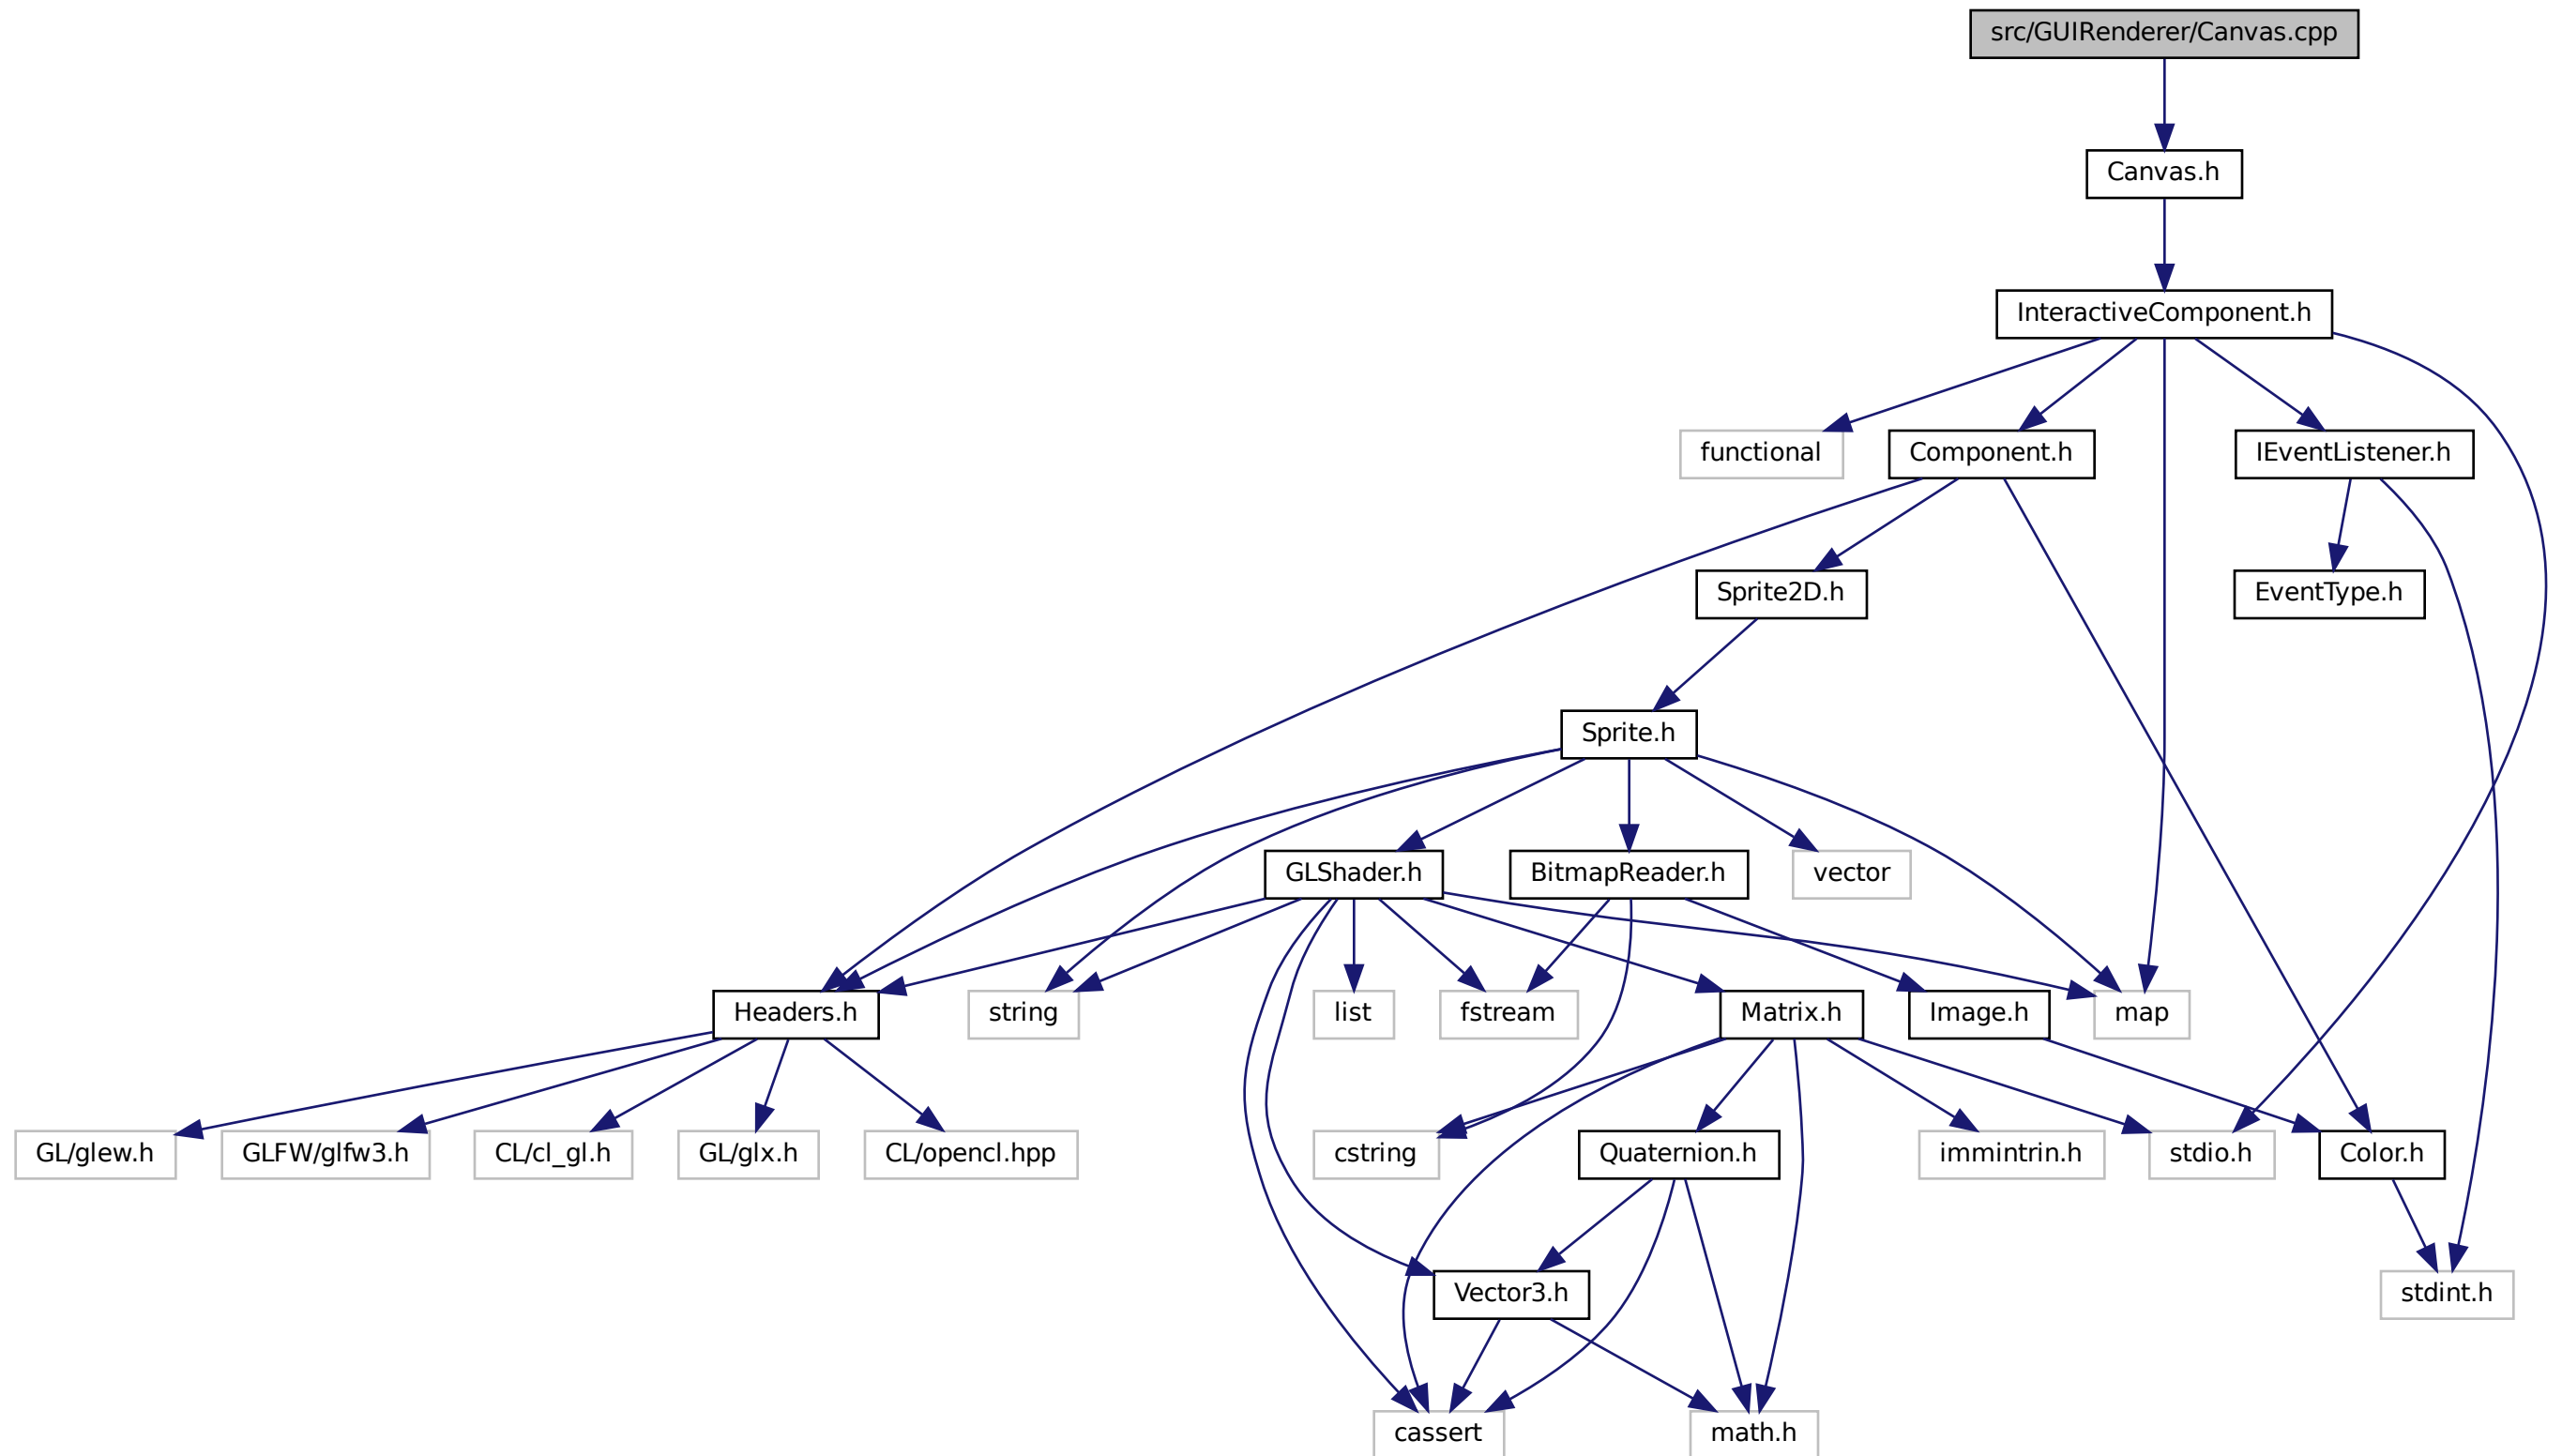 src/GUIRenderer/Canvas.cpp
Canvas.h
InteractiveComponent.h
functional
Component.h
IEventListener.h
Sprite2D.h
EventType.h
Sprite.h
GLShader.h
BitmapReader.h
vector
Headers.h
string
list
fstream
Matrix.h
Image.h
map
GL/glew.h
GLFW/glfw3.h
CL/cl_gl.h
GL/glx.h
CL/opencl.hpp
cstring
Quaternion.h
immintrin.h
stdio.h
Color.h
Vector3.h
stdint.h
cassert
math.h